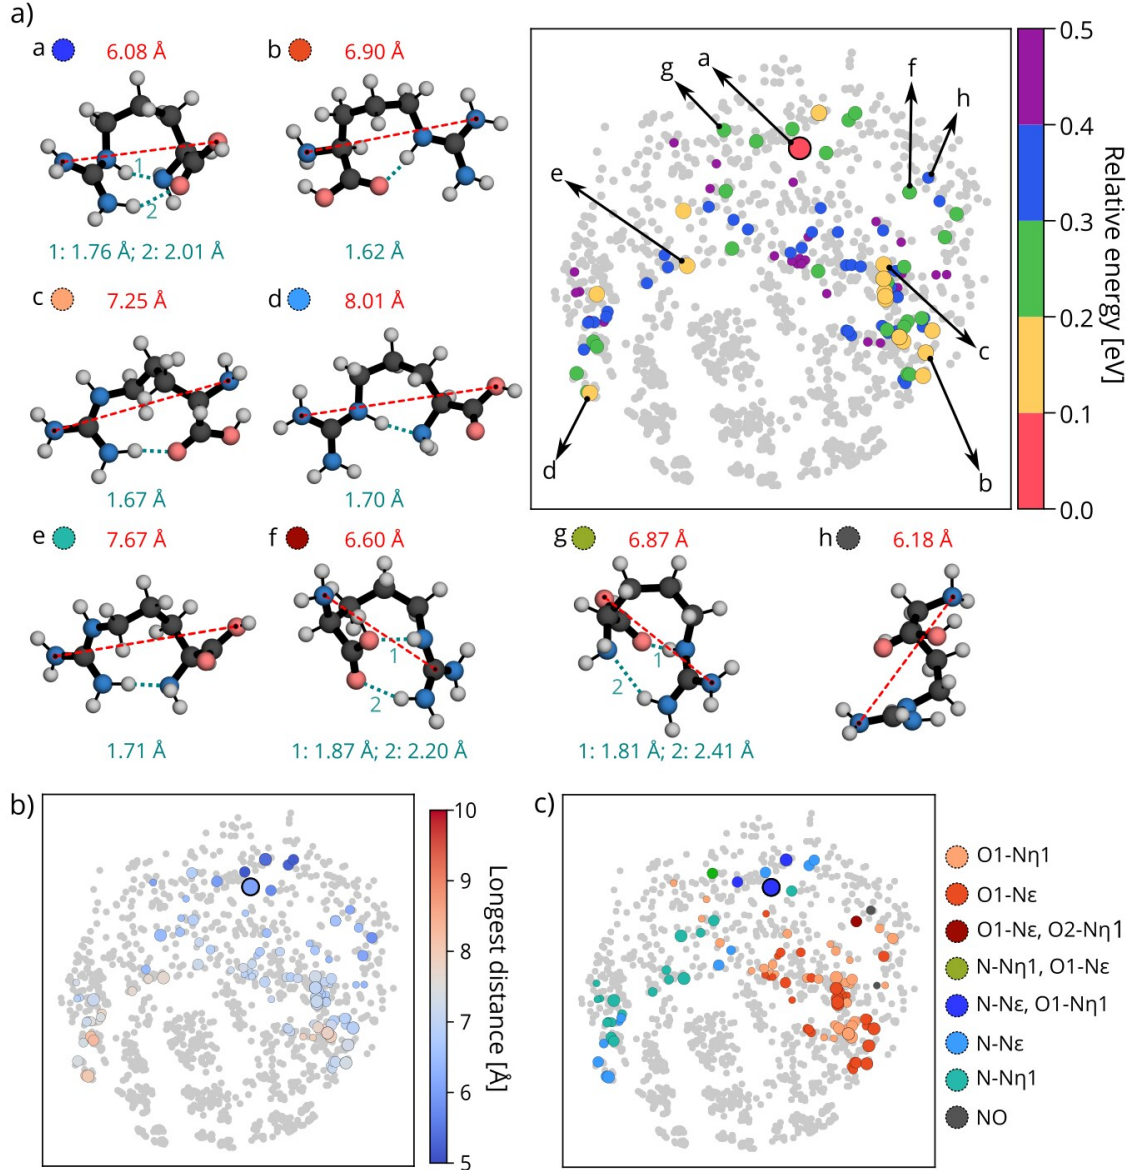 a)
a 6.08 Å
b 6.90 Å
1
2
1: 1.76 Å; 2: 2.01 Å
1.62 Å
c 7.25 Å
d 8.01 Å
1.67 Å
1.70 Å
e 7.67 Å
f 6.60 Å
g 6.87 Å
h 6.18 Å
1
2
1
2
1.71 Å
1: 1.87 Å; 2: 2.20 Å
1: 1.81 Å; 2: 2.41 Å
g
a
f
h
e
c
d
b
0.5
0.4
0.3
0.2
0.1
0.0
Relative energy [eV]
b)
10
9
8
7
6
5
Longest distance [Å]
c)
O1-Nη1
O1-Nε
O1-Nε, O2-Nη1
N-Nη1, O1-Nε
N-Nε, O1-Nη1
N-Nε
N-Nη1
NO